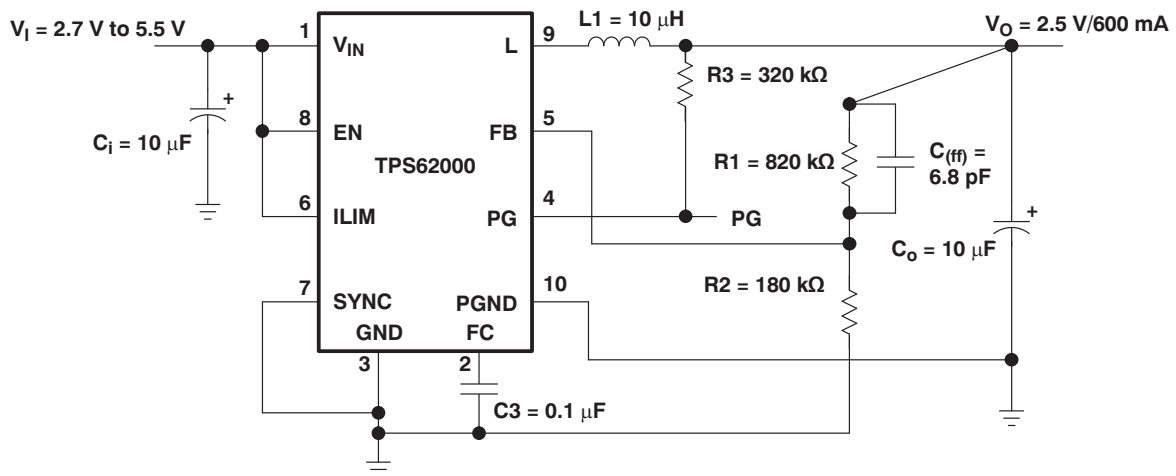 V_I = 2.7 V to 5.5 V
1
V_IN
L
9
L1 = 10 μH
V_O = 2.5 V/600 mA
+
C_i = 10 μF
8
EN
FB
5
R3 = 320 kΩ
R1 = 820 kΩ
C_(ff) =
6.8 pF
TPS62000
6
ILIM
PG
4
PG
+
C_o = 10 μF
7
SYNC
PGND
10
R2 = 180 kΩ
GND
FC
3
2
C3 = 0.1 μF